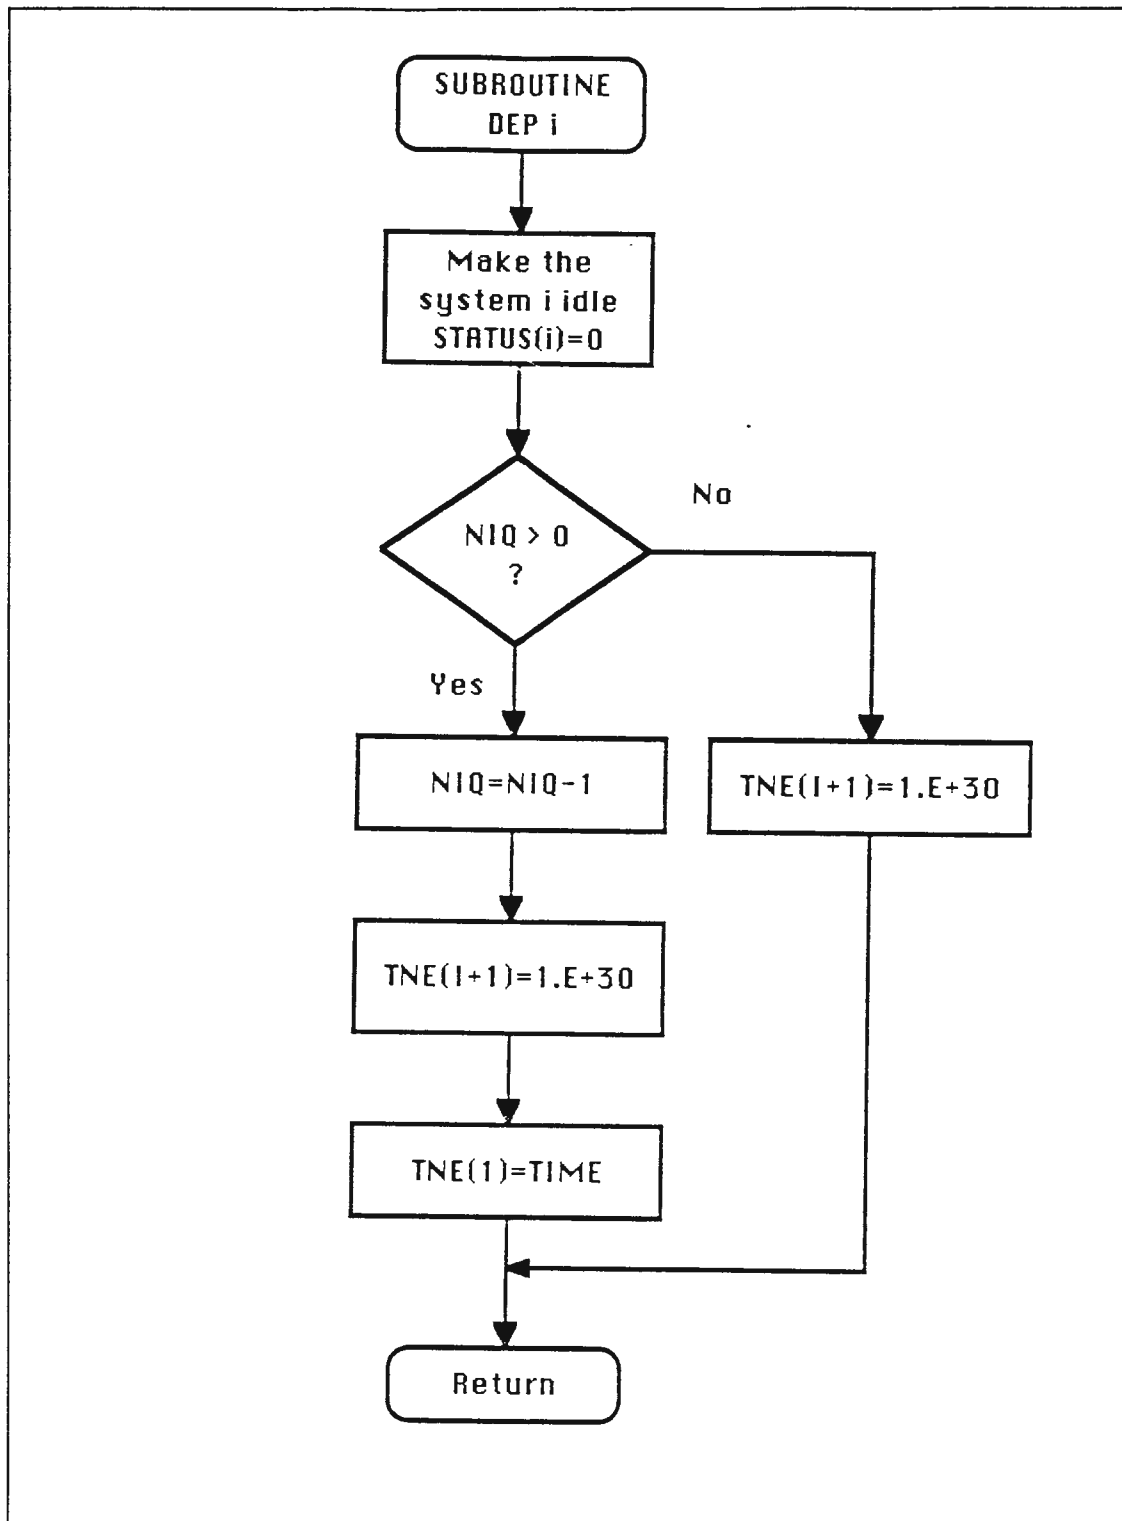 SUBROUTINE
DEP i
Make the
system i idle
STATUS(i)=0
NIQ > 0
?
No
Yes
NIQ=NIQ-1
TNE(I+1)=1.E+30
TNE(I+1)=1.E+30
TNE(1)=TIME
Return